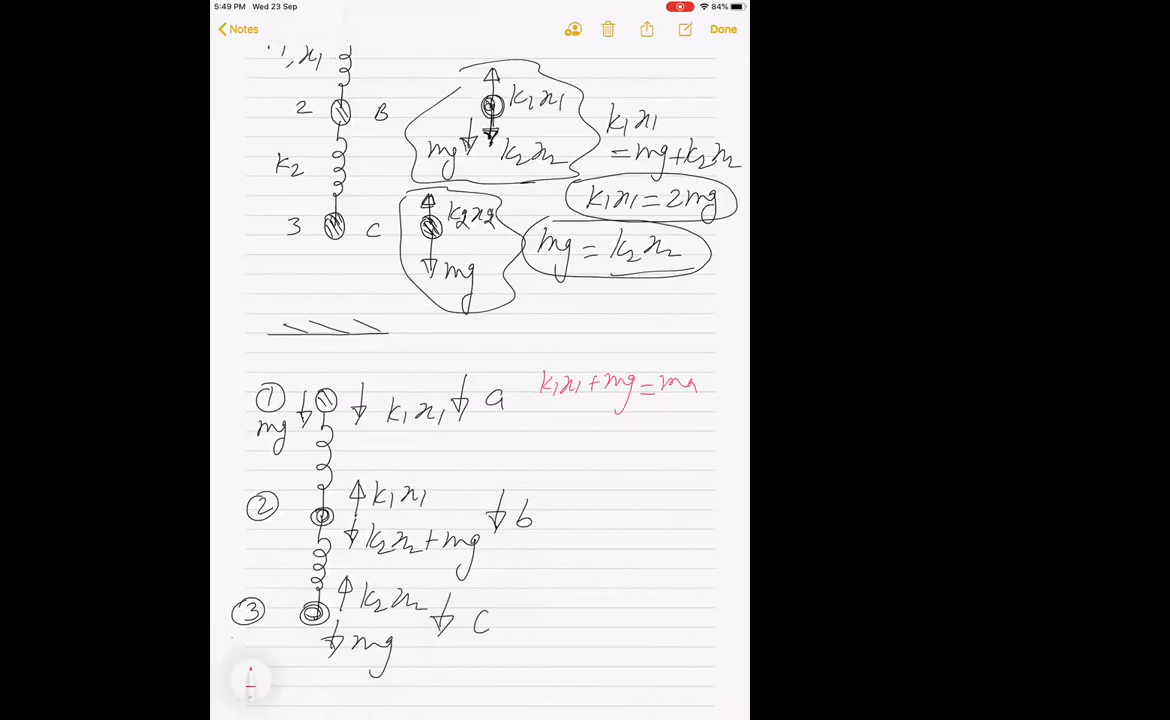 5:49 PM Wed 23 Sep
84%
Notes
Done
, x1
2 B
k1x1
k1x1
mg k2x2
= mg + k2x2
k2
k1x1 = 2mg
3 C
k2x2
mg = k2x2
mg
k1x1 + mg = ma
1 k1x1 a
mg
2 k1x1
b
k2x2 + mg
3 k2x2
c
mg